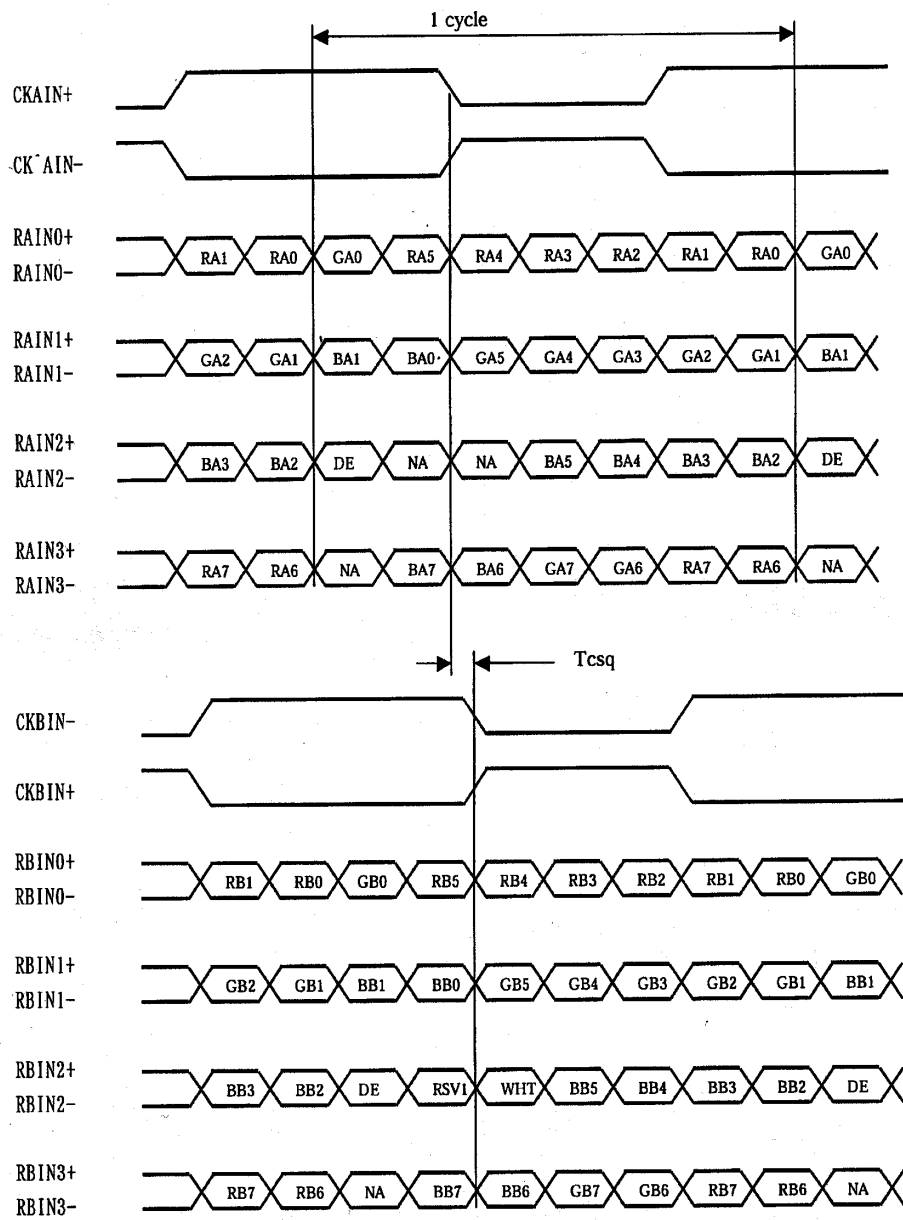 1 cycle
CKAIN+
CK AIN-
RAIN0+ RA1 RA0 GA0 RA5 RA4 RA3 RA2 RA1 RA0 GA0
RAIN0-
RAIN1+ GA2 GA1 BA1 BA0 GA5 GA4 GA3 GA2 GA1 BA1
RAIN1-
RAIN2+ BA3 BA2 DE NA NA BA5 BA4 BA3 BA2 DE
RAIN2-
RAIN3+ RA7 RA6 NA BA7 BA6 GA7 GA6 RA7 RA6 NA
RAIN3-
Tcsq
CKBIN-
CKBIN+
RBIN0+ RB1 RB0 GB0 RB5 RB4 RB3 RB2 RB1 RB0 GB0
RBIN0-
RBIN1+ GB2 GB1 BB1 BB0 GB5 GB4 GB3 GB2 GB1 BB1
RBIN1-
RBIN2+ BB3 BB2 DE RSV1 WHT BB5 BB4 BB3 BB2 DE
RBIN2-
RBIN3+ RB7 RB6 NA BB7 BB6 GB7 GB6 RB7 RB6 NA
RBIN3-